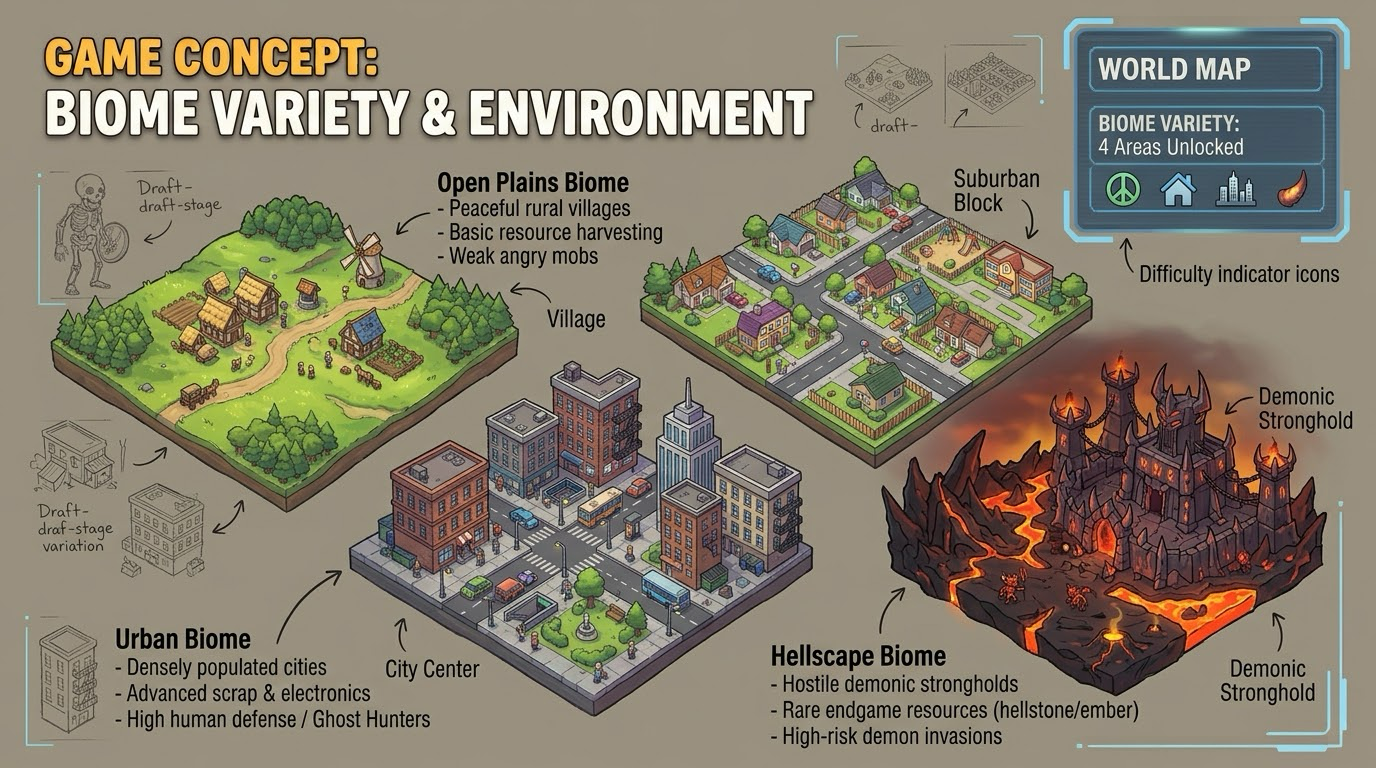 GAME CONCEPT:
BIOME VARIETY & ENVIRONMENT
draft-
WORLD MAP
BIOME VARIETY:
4 Areas Unlocked
Difficulty indicator icons
Draft-
draft-stage
Open Plains Biome
- Peaceful rural villages
- Basic resource harvesting
- Weak angry mobs
Village
Suburban
Block
Demonic
Stronghold
Draft-
draf-stage
variation
Urban Biome
- Densely populated cities
- Advanced scrap & electronics
- High human defense / Ghost Hunters
City Center
Hellscape Biome
- Hostile demonic strongholds
- Rare endgame resources (hellstone/ember)
- High-risk demon invasions
Demonic
Stronghold